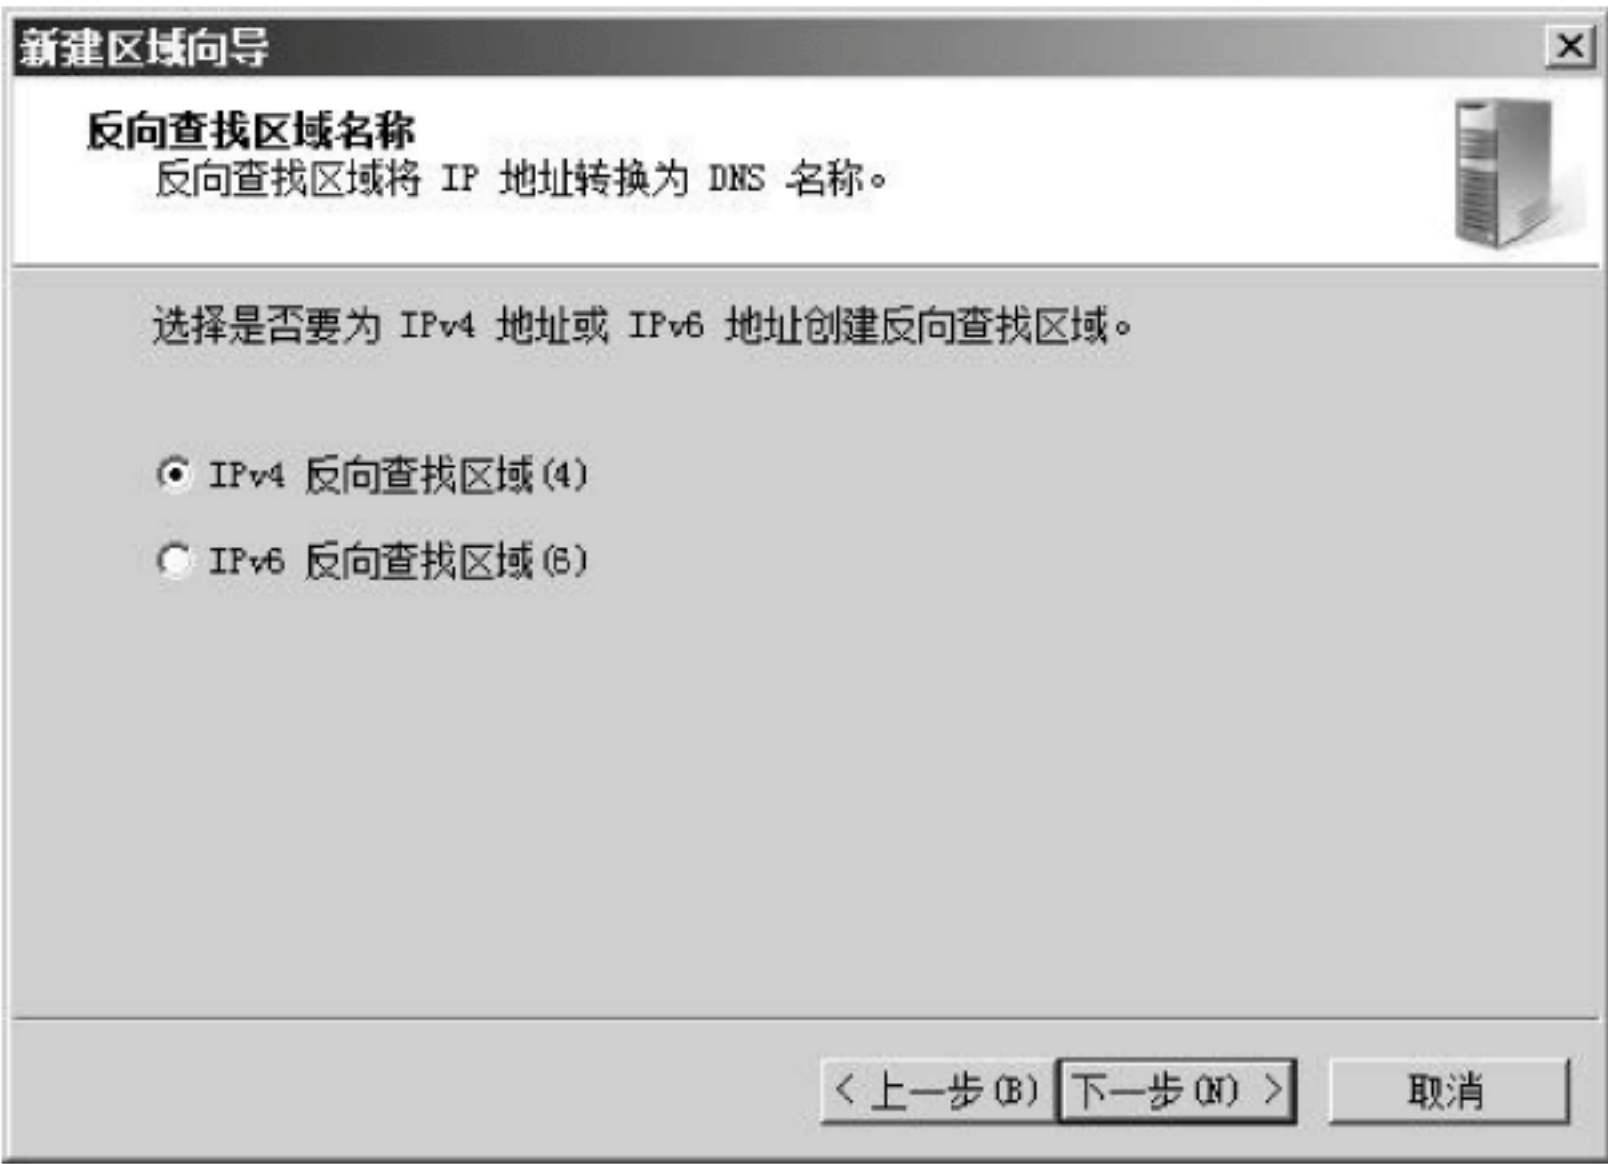 新建区域向导
反向查找区域名称
反向查找区域将 IP 地址转换为 DNS 名称。
选择是否要为 IPv4 地址或 IPv6 地址创建反向查找区域。
IPv4 反向查找区域(4)
IPv6 反向查找区域(6)
< 上一步(B) 下一步(N) > 取消